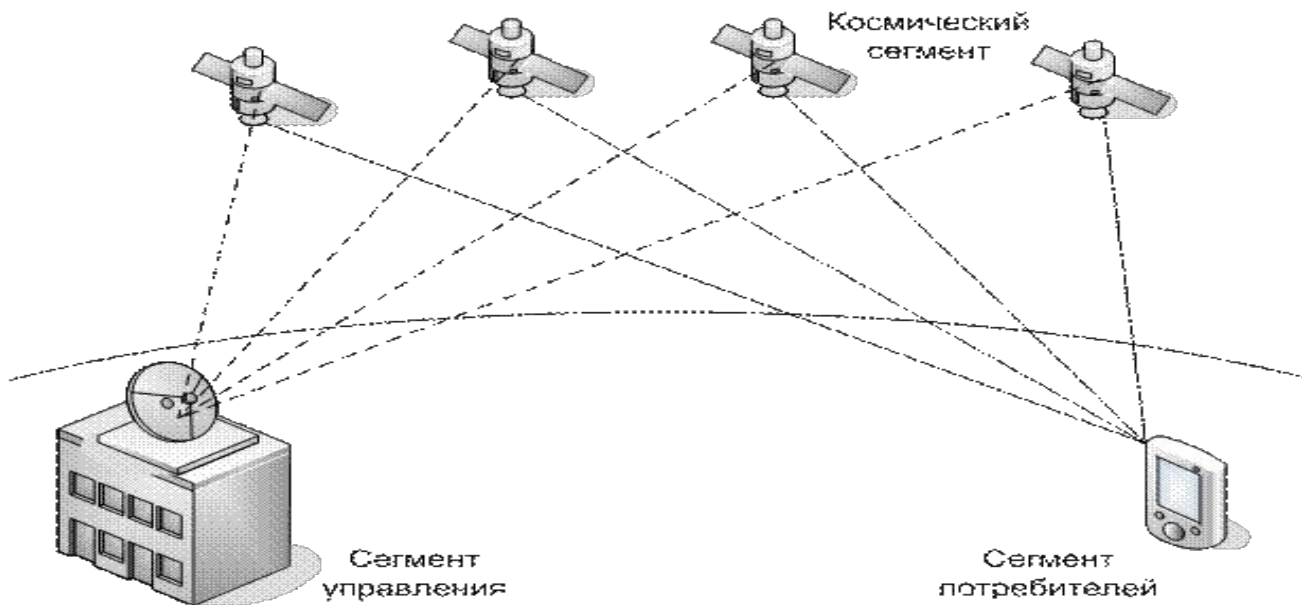 Космический
сегмент
Сегмент
управления
Сегмент
потребителей